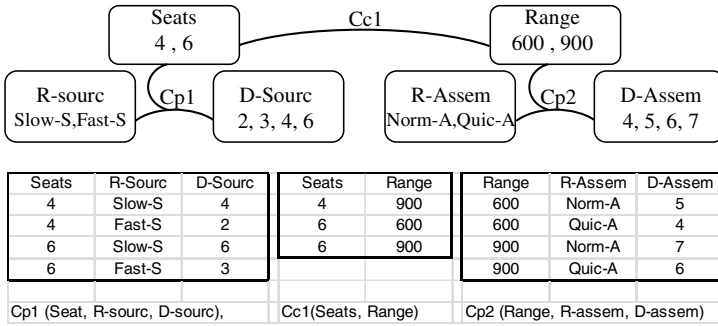 Seats
4 , 6
Cc1
Range
600 , 900
R-sourc
Slow-S,Fast-S
Cp1
D-Sourc
2, 3, 4, 6
R-Assem
Norm-A,Quic-A
Cp2
D-Assem
4, 5, 6, 7
Seats R-Sourc D-Sourc Seats Range Range R-Assem D-Assem
4 Slow-S 4 4 900 600 Norm-A 5
4 Fast-S 2 6 600 600 Quic-A 4
6 Slow-S 6 6 900 900 Norm-A 7
6 Fast-S 3 900 Quic-A 6
Cp1 (Seat, R-sourc, D-sourc), Cc1(Seats, Range) Cp2 (Range, R-assem, D-assem)